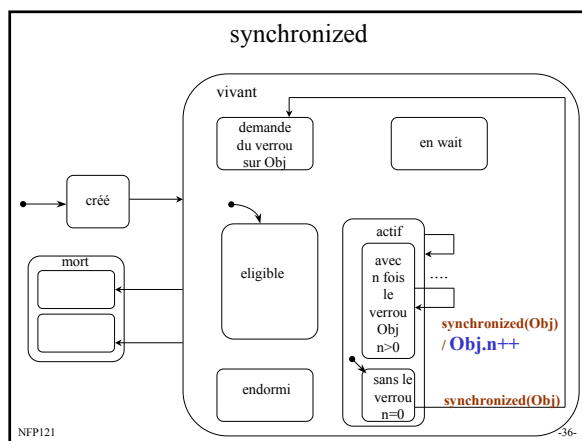 synchronized
vivant
demande
du verrou
sur Obj
en wait
créé
mort
eligible
actif
avec
n fois
le
verrou
Obj
n>0
....
synchronized(Obj)
/ Obj.n++
endormi
sans le
verrou
n=0
synchronized(Obj)
NFP121
-36-